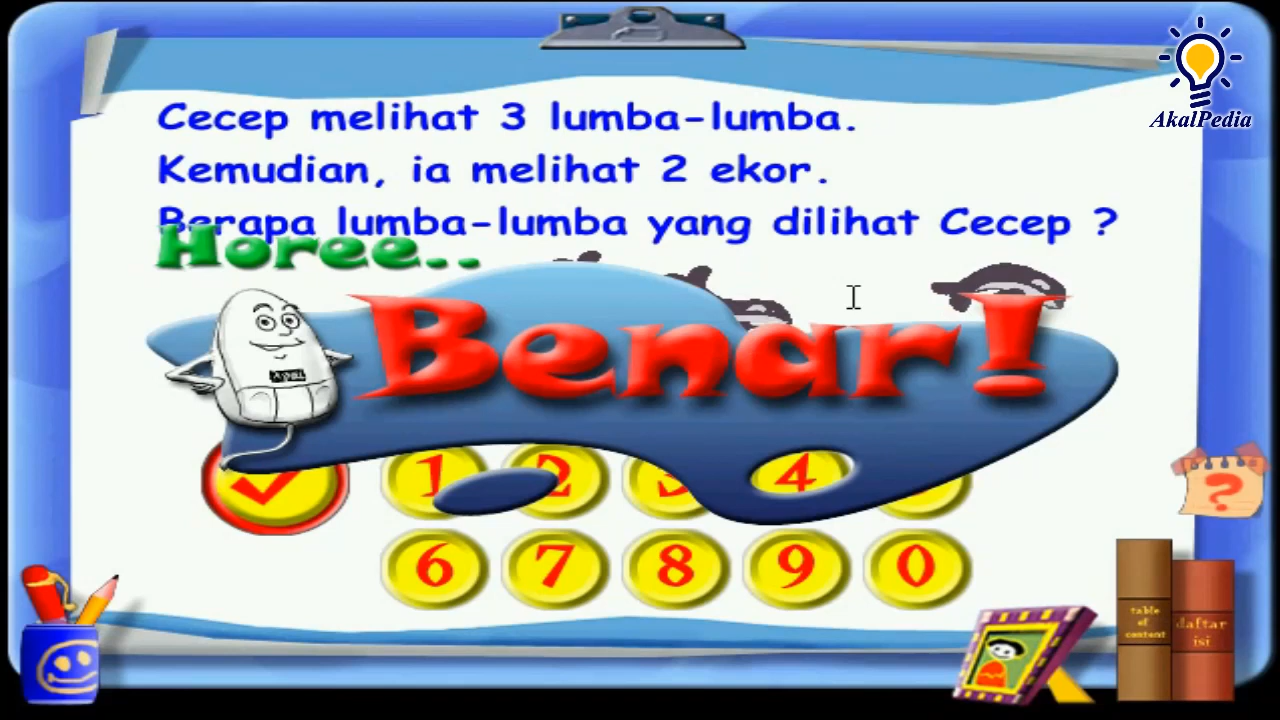 AkalPedia
Cecep melihat 3 lumba-lumba.
Kemudian, ia melihat 2 ekor.
Berapa lumba-lumba yang dilihat Cecep ?
Horee..
Benar!
1 2 3 4
6 7 8 9 0
?
table
of
content
daftar
isi